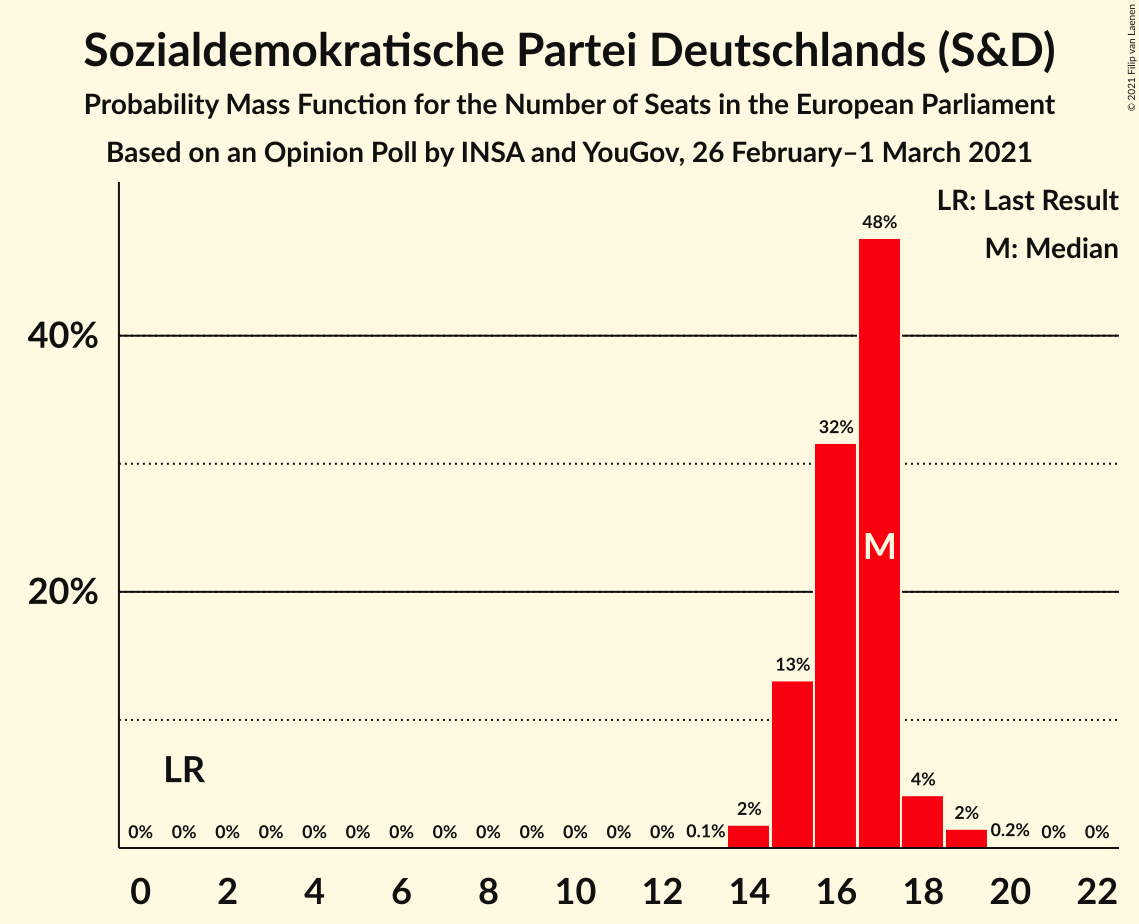 Sozialdemokratische Partei Deutschlands (S&D)
Probability Mass Function for the Number of Seats in the European Parliament
Based on an Opinion Poll by INSA and YouGov, 26 February–1 March 2021
© 2021 Filip van Laenen
LR: Last Result
M: Median
48%
40%
32%
M
20%
13%
LR
4%
2%
2%
0% 0% 0% 0% 0% 0% 0% 0% 0% 0% 0% 0% 0% 0.1% 0.2% 0% 0%
0 2 4 6 8 10 12 14 16 18 20 22